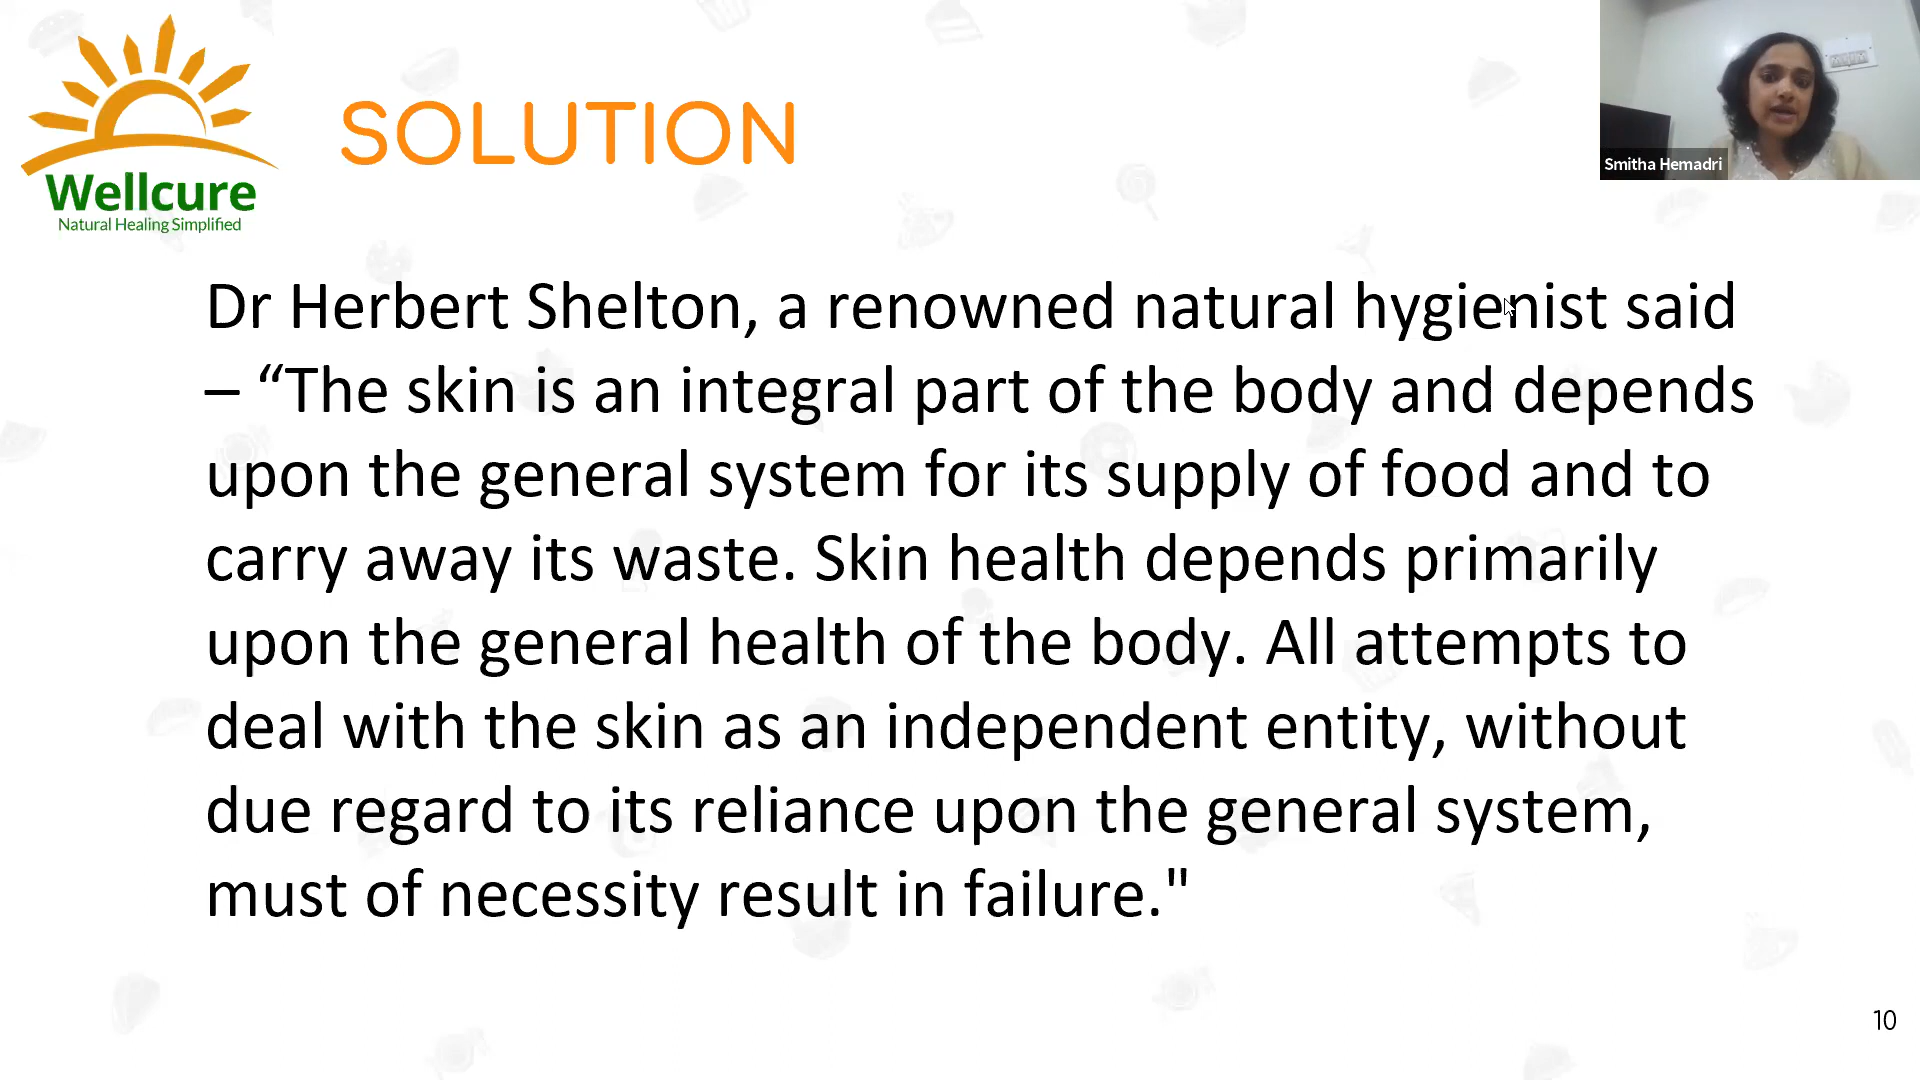 Wellcure
Natural Healing Simplified
SOLUTION
Smitha Hemadri
Dr Herbert Shelton, a renowned natural hygienist said
– “The skin is an integral part of the body and depends
upon the general system for its supply of food and to
carry away its waste. Skin health depends primarily
upon the general health of the body. All attempts to
deal with the skin as an independent entity, without
due regard to its reliance upon the general system,
must of necessity result in failure."
10